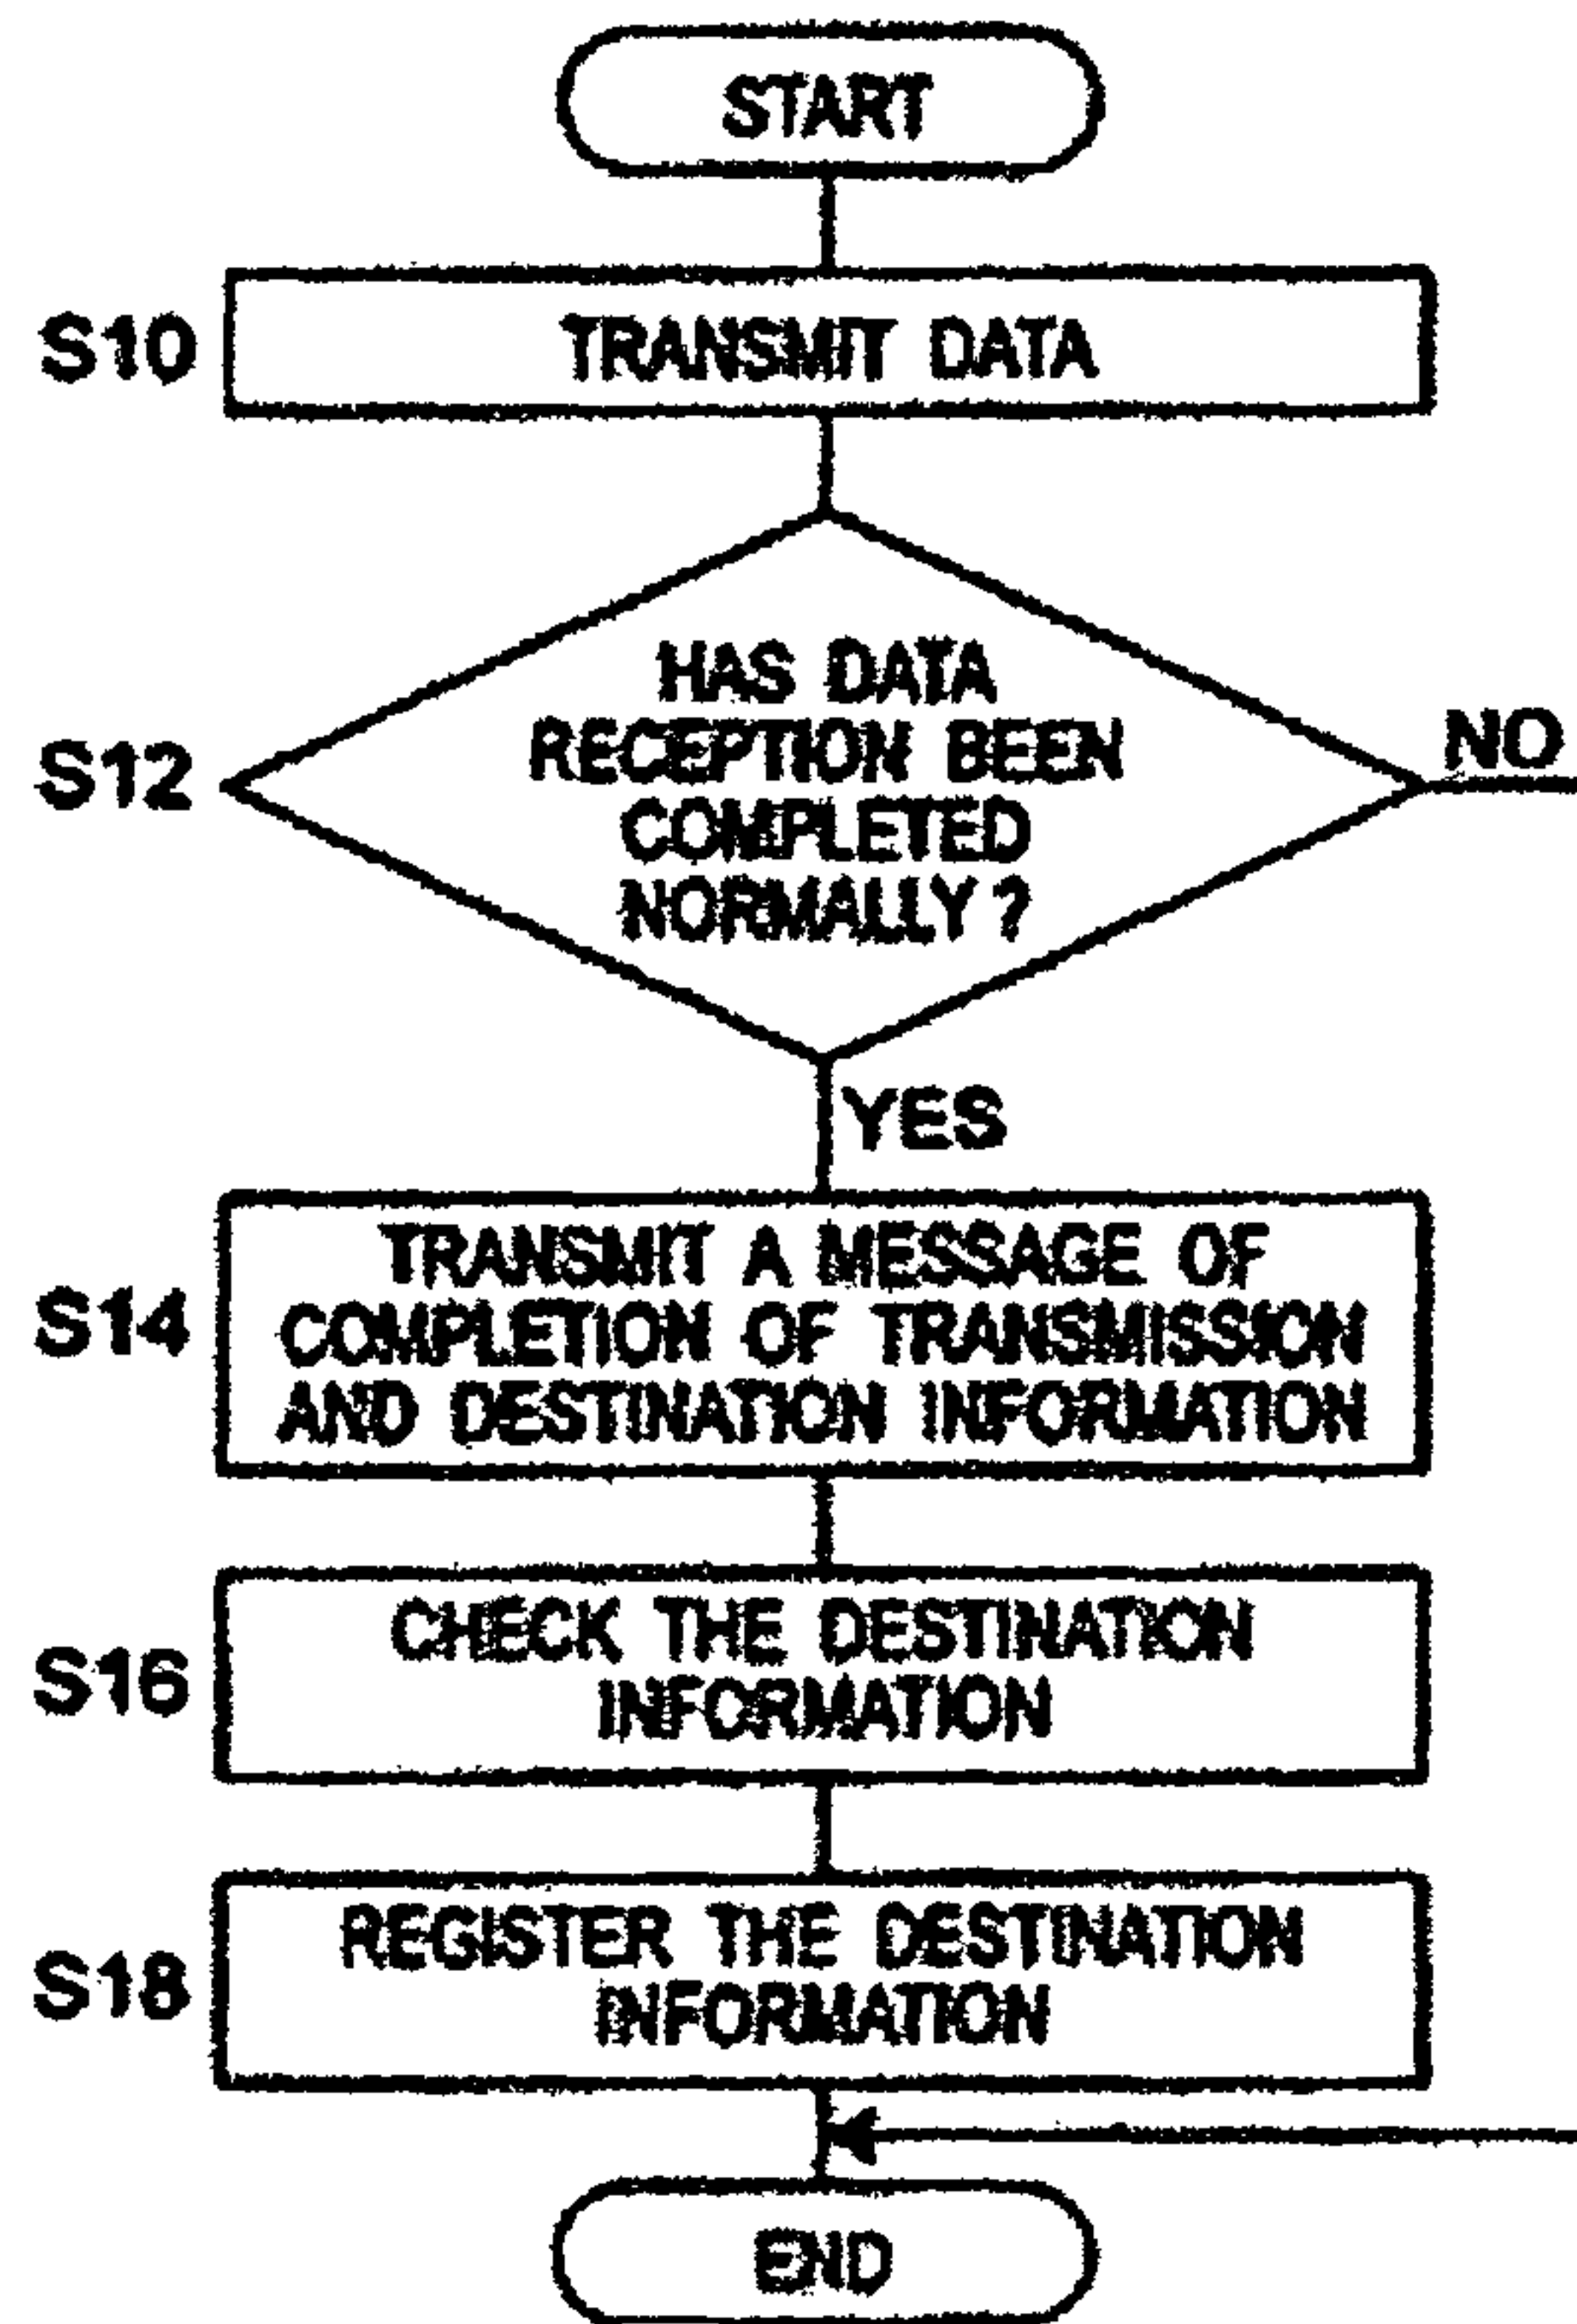 START
S10
TRANSMIT DATA
S12
HAS DATA
RECEPTION BEEN
COMPLETED
NORMALLY?
NO
YES
S14
TRANSMIT A MESSAGE OF
COMPLETION OF TRANSMISSION
AND DESTINATION INFORMATION
S16
CHECK THE DESTINATION
INFORMATION
S18
REGISTER THE DESTINATION
INFORMATION
END